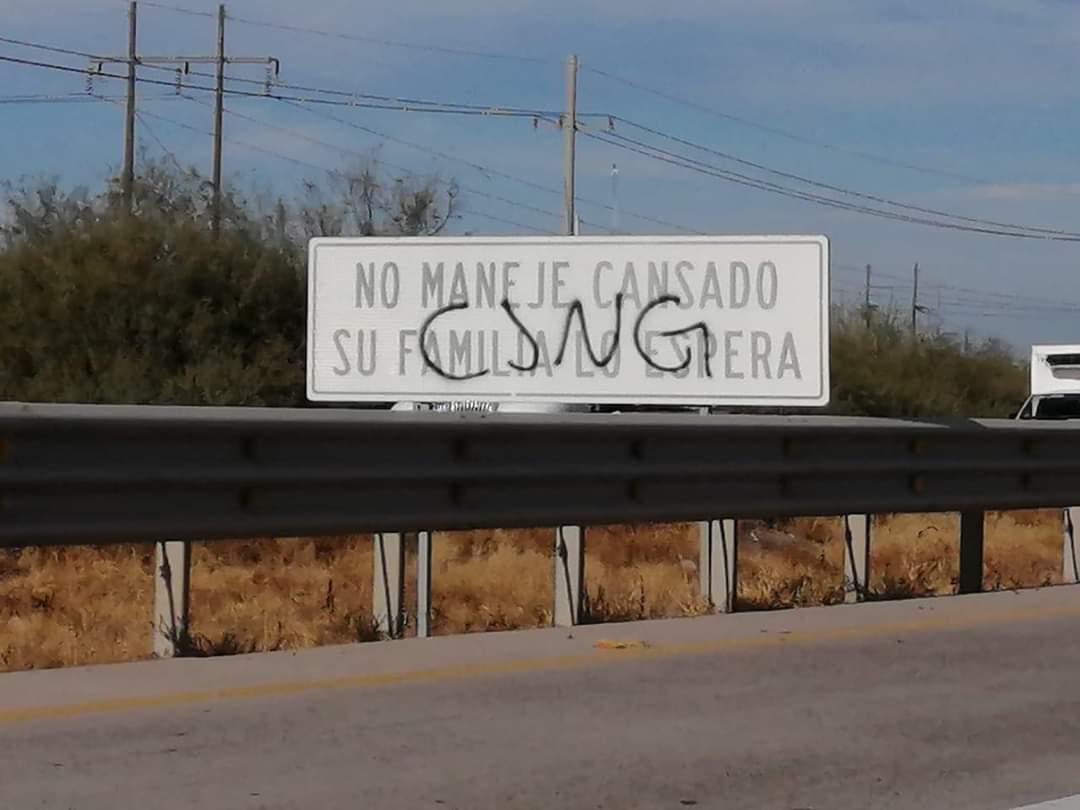 NO MANEJE CANSADO
SU FAMILIA LO ESPERA
CJNG